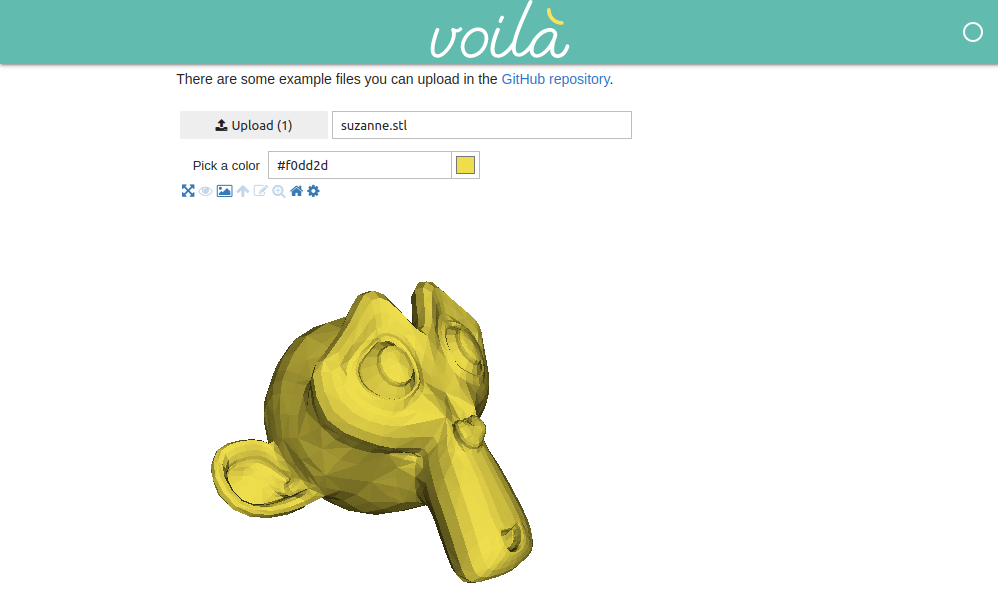 voilà
There are some example files you can upload in the GitHub repository.
Upload (1) suzanne.stl
Pick a color #f0dd2d